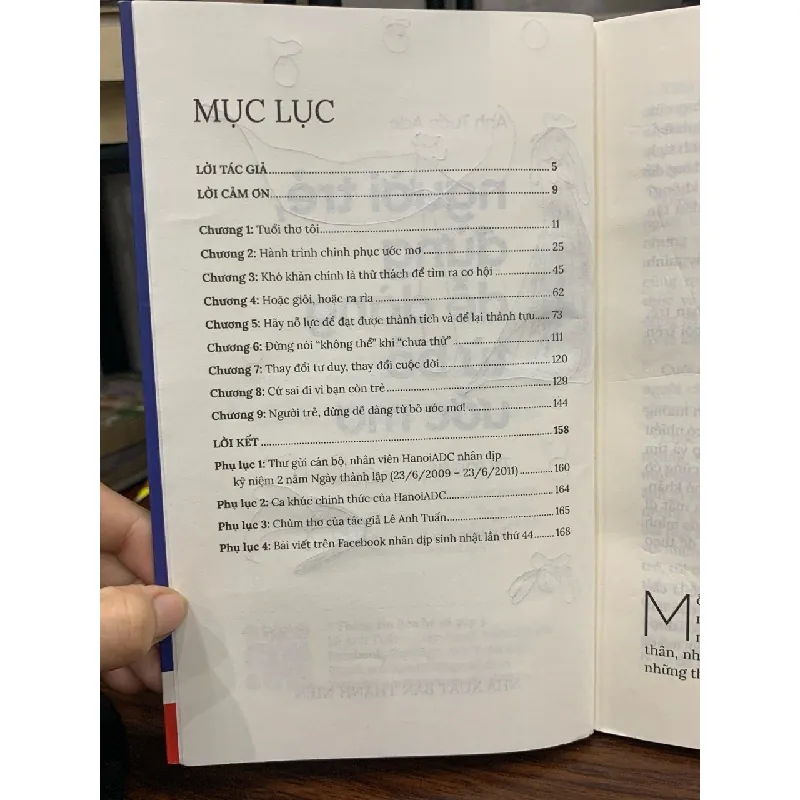 MỤC LỤC
LỜI TÁC GIẢ.....5
LỜI CẢM ƠN.....9
Chương 1: Tuổi thơ tôi.....11
Chương 2: Hành trình chinh phục ước mơ.....25
Chương 3: Khó khăn chính là thử thách để tìm ra cơ hội.....45
Chương 4: Hoặc giỏi, hoặc ra rìa.....62
Chương 5: Hãy nỗ lực để đạt được thành tích và để lại thành tựu.....73
Chương 6: Đừng nói "không thể" khi "chưa thử".....111
Chương 7: Thay đổi tư duy, thay đổi cuộc đời.....120
Chương 8: Cứ sai đi vì bạn còn trẻ.....129
Chương 9: Người trẻ, đừng dễ dàng từ bỏ ước mơ!.....144
LỜI KẾT.....158
Phụ lục 1: Thư gửi cán bộ, nhân viên HanoiADC nhân dịp
kỷ niệm 2 năm Ngày thành lập (23/6/2009 – 23/6/2011).....160
Phụ lục 2: Ca khúc chính thức của HanoiADC.....164
Phụ lục 3: Chùm thơ của tác giả Lê Anh Tuấn.....165
Phụ lục 4: Bài viết trên Facebook nhân dịp sinh nhật lần thứ 44.....168
M
thân, nh
những th